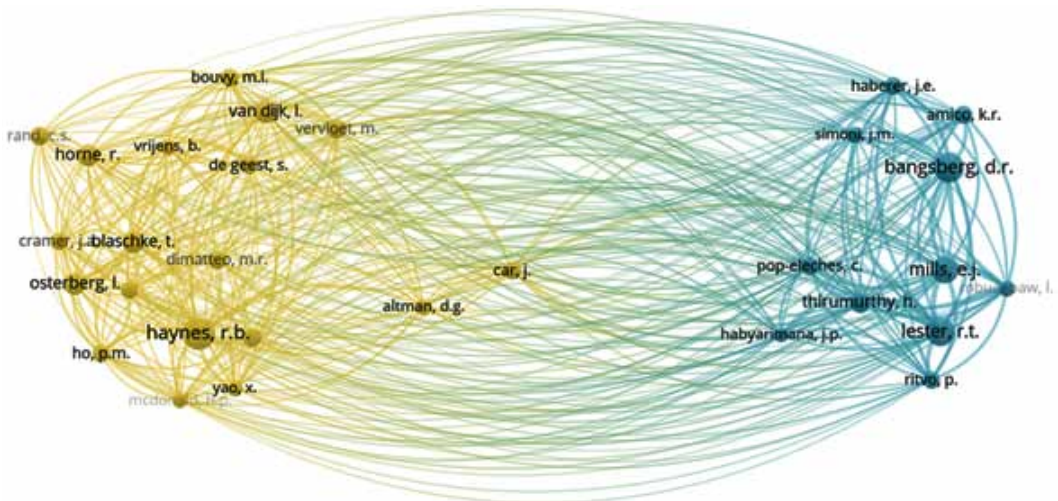 bouvy, m.l.
van dijk, l.
vervloet, m.
rand, c.s.
horne, r.
vrijens, b.
de geest, s.
cramer, j.a.
blaschke, t.
dimatteo, m.r.
osterberg, l.
haynes, r.b.
ho, p.m.
yao, x.
car, j.
altman, d.g.
haberer, j.e.
amico, k.r.
simoni, j.m.
bangsberg, d.r.
pop-eleches, c.
mills, e.j.
l.
thirumurthy, h.
habyarimana, j.p.
lester, r.t.
ritvo, p.